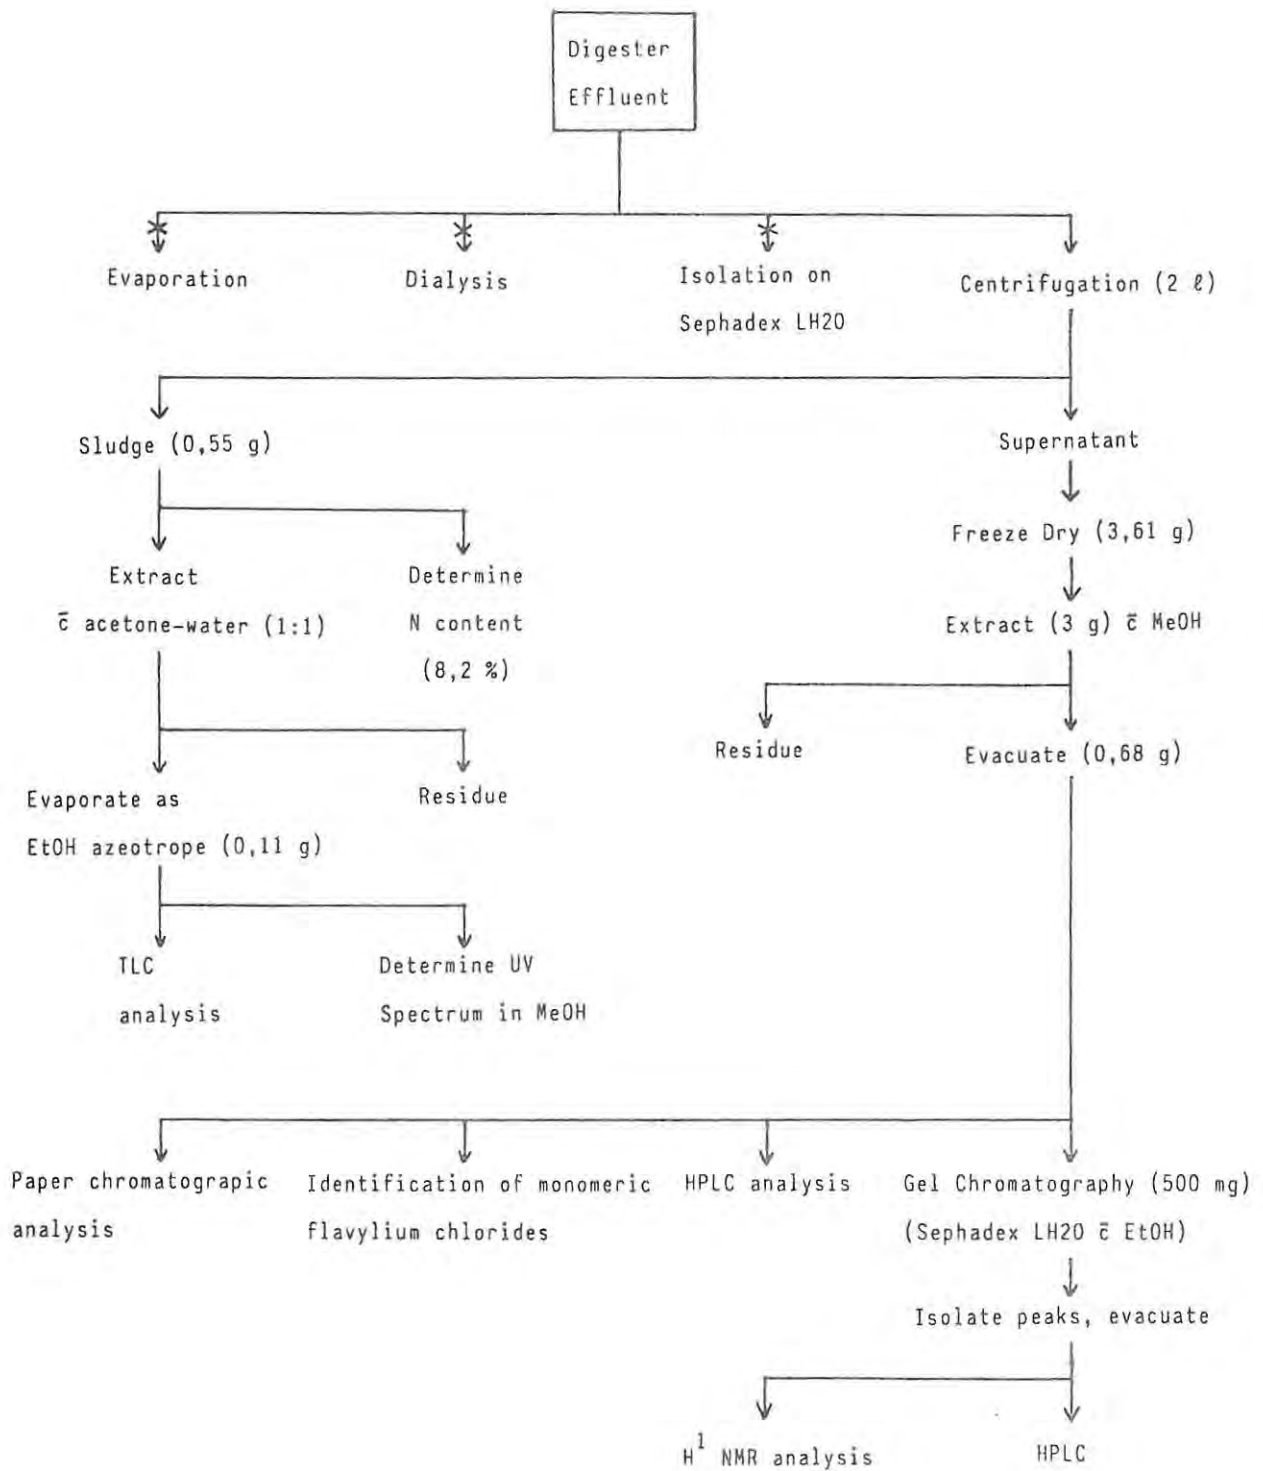 Digester
Effluent
Evaporation
Dialysis
Isolation on
Sephadex LH20
Centrifugation (2 ℓ)
Sludge (0,55 g)
Supernatant
Freeze Dry (3,61 g)
Extract
c̄ acetone-water (1:1)
Determine
N content
(8,2 %)
Extract (3 g) c̄ MeOH
Residue
Evacuate (0,68 g)
Evaporate as
EtOH azeotrope (0,11 g)
Residue
TLC
analysis
Determine UV
Spectrum in MeOH
Paper chromatograpic
analysis
Identification of monomeric
flavylium chlorides
HPLC analysis
Gel Chromatography (500 mg)
(Sephadex LH20 c̄ EtOH)
Isolate peaks, evacuate
H¹ NMR analysis
HPLC